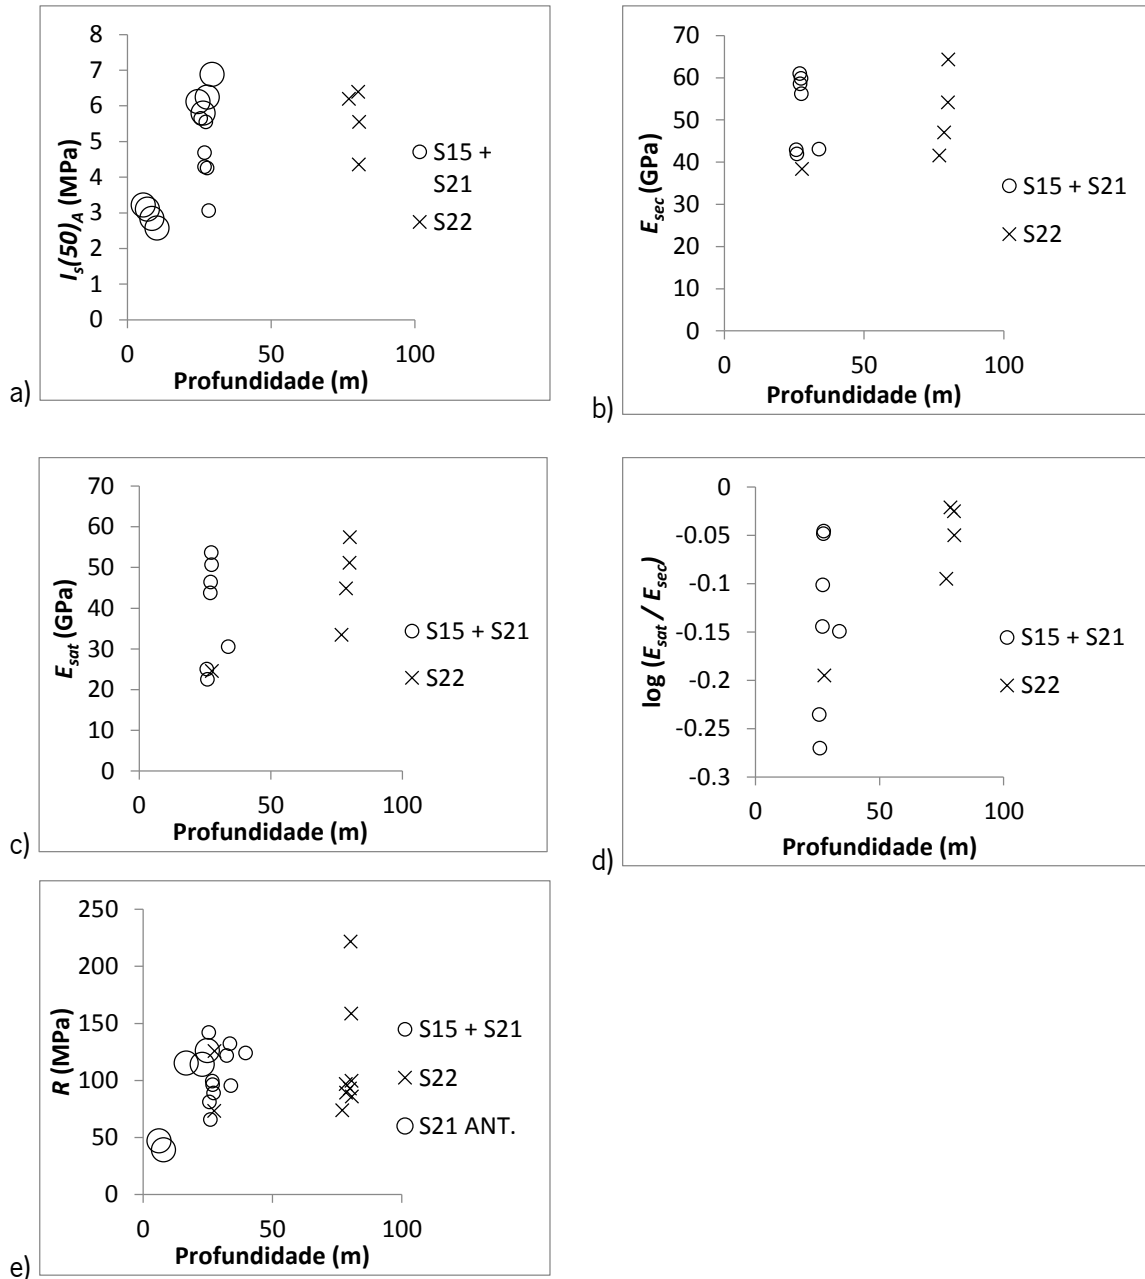 8
7
6
5
4
3
2
1
0
I_s(50)_A (MPa)
0 50 100
Profundidade (m)
S15 +
S21
S22
a)
70
60
50
40
30
20
10
0
E_sec (GPa)
0 50 100
Profundidade (m)
S15 + S21
S22
b)
70
60
50
40
30
20
10
0
E_sat (GPa)
0 50 100
Profundidade (m)
S15 + S21
S22
c)
0
-0.05
-0.1
-0.15
-0.2
-0.25
-0.3
log (E_sat / E_sec)
0 50 100
Profundidade (m)
S15 + S21
S22
d)
250
200
150
100
50
0
R (MPa)
0 50 100
Profundidade (m)
S15 + S21
S22
S21 ANT.
e)